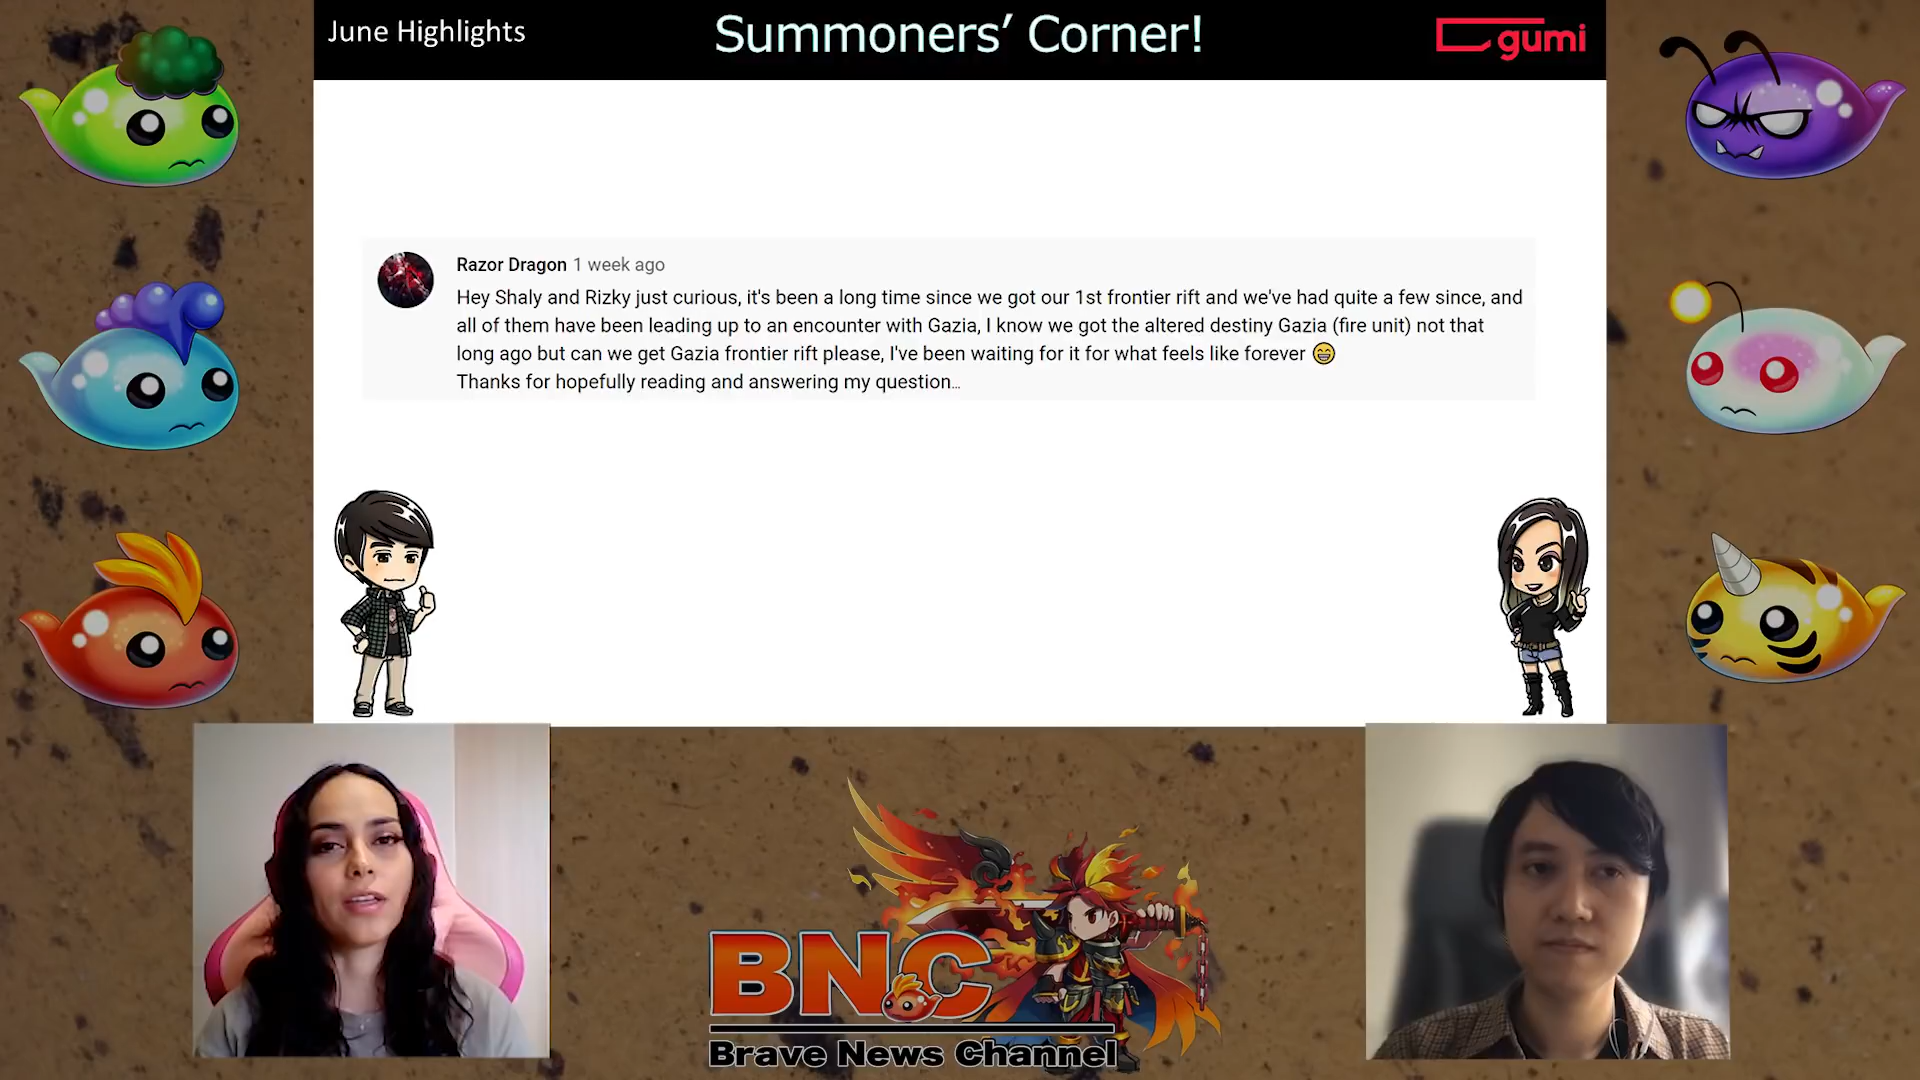 June Highlights
Summoners’ Corner!
gumi
Razor Dragon 1 week ago
Hey Shaly and Rizky just curious, it's been a long time since we got our 1st frontier rift and we've had quite a few since, and
all of them have been leading up to an encounter with Gazia, I know we got the altered destiny Gazia (fire unit) not that
long ago but can we get Gazia frontier rift please, I've been waiting for it for what feels like forever 😄
Thanks for hopefully reading and answering my question...
BNC
Brave News Channel